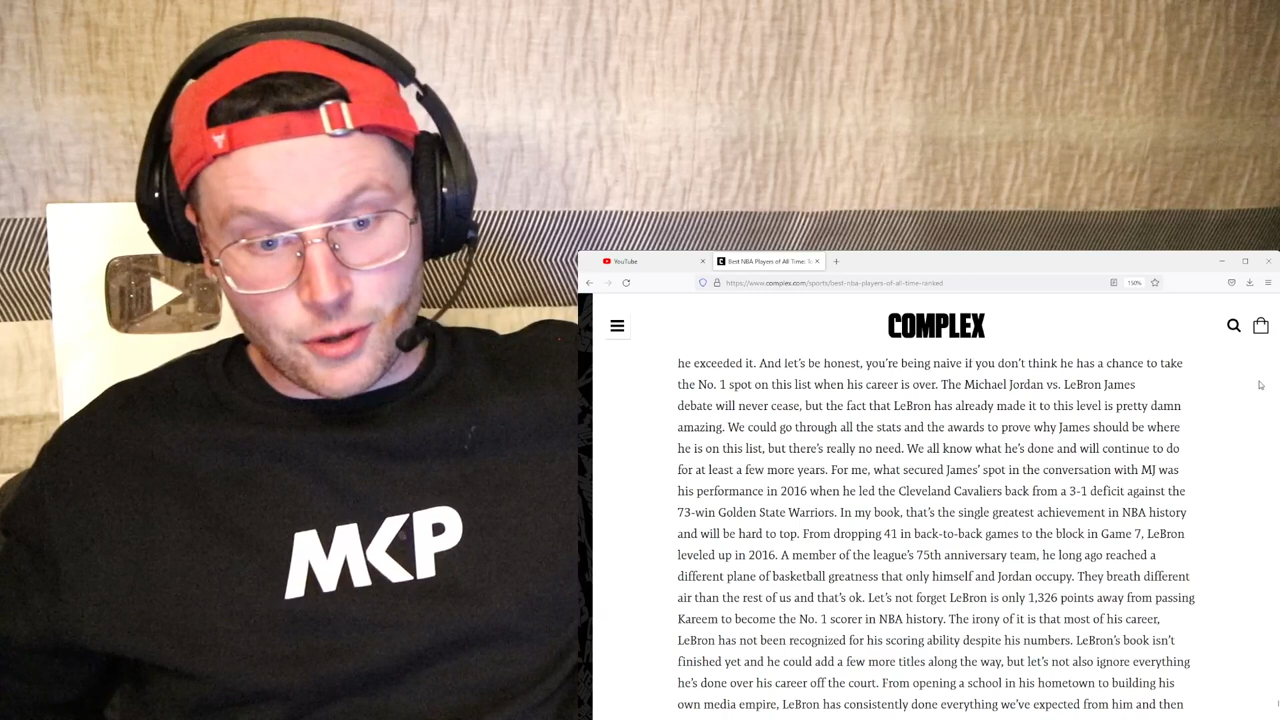 MKP
YouTube
Best NBA Players of All Time: To
https://www.complex.com/sports/best-nba-players-of-all-time-ranked
150%
COMPLEX
he exceeded it. And let's be honest, you're being naive if you don't think he has a chance to take
the No. 1 spot on this list when his career is over. The Michael Jordan vs. LeBron James
debate will never cease, but the fact that LeBron has already made it to this level is pretty damn
amazing. We could go through all the stats and the awards to prove why James should be where
he is on this list, but there's really no need. We all know what he's done and will continue to do
for at least a few more years. For me, what secured James' spot in the conversation with MJ was
his performance in 2016 when he led the Cleveland Cavaliers back from a 3-1 deficit against the
73-win Golden State Warriors. In my book, that's the single greatest achievement in NBA history
and will be hard to top. From dropping 41 in back-to-back games to the block in Game 7, LeBron
leveled up in 2016. A member of the league's 75th anniversary team, he long ago reached a
different plane of basketball greatness that only himself and Jordan occupy. They breath different
air than the rest of us and that's ok. Let's not forget LeBron is only 1,326 points away from passing
Kareem to become the No. 1 scorer in NBA history. The irony of it is that most of his career,
LeBron has not been recognized for his scoring ability despite his numbers. LeBron's book isn't
finished yet and he could add a few more titles along the way, but let's not also ignore everything
he's done over his career off the court. From opening a school in his hometown to building his
own media empire, LeBron has consistently done everything we've expected from him and then